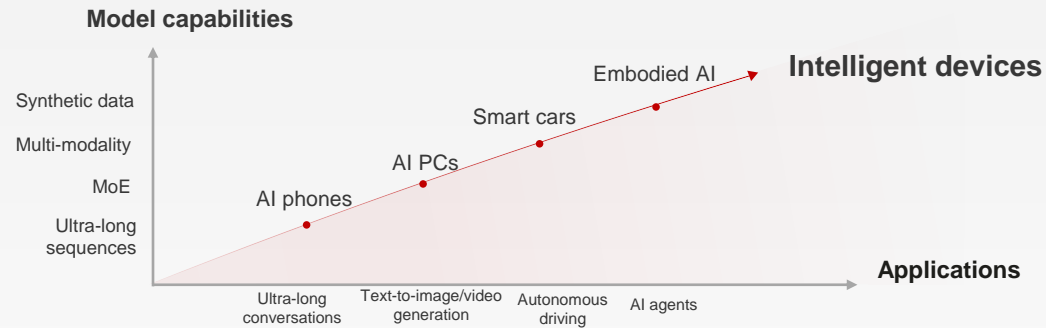 Model capabilities
Intelligent devices
Embodied AI
Synthetic data
Smart cars
Multi-modality
AI PCs
MoE
AI phones
Ultra-long
sequences
Applications
Ultra-long
conversations
Text-to-image/video
generation
Autonomous
driving
AI agents